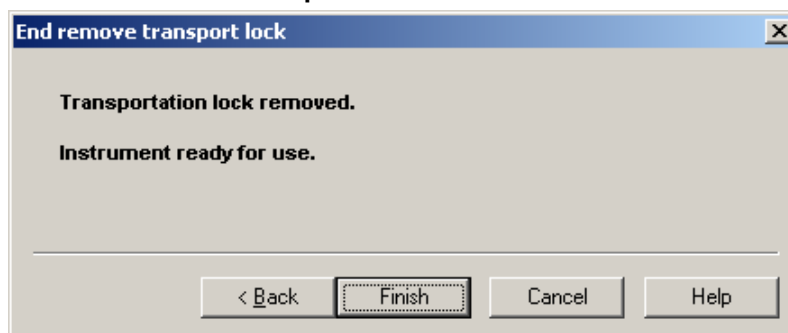 End remove transport lock
Transportation lock removed.
Instrument ready for use.
< Back Finish Cancel Help